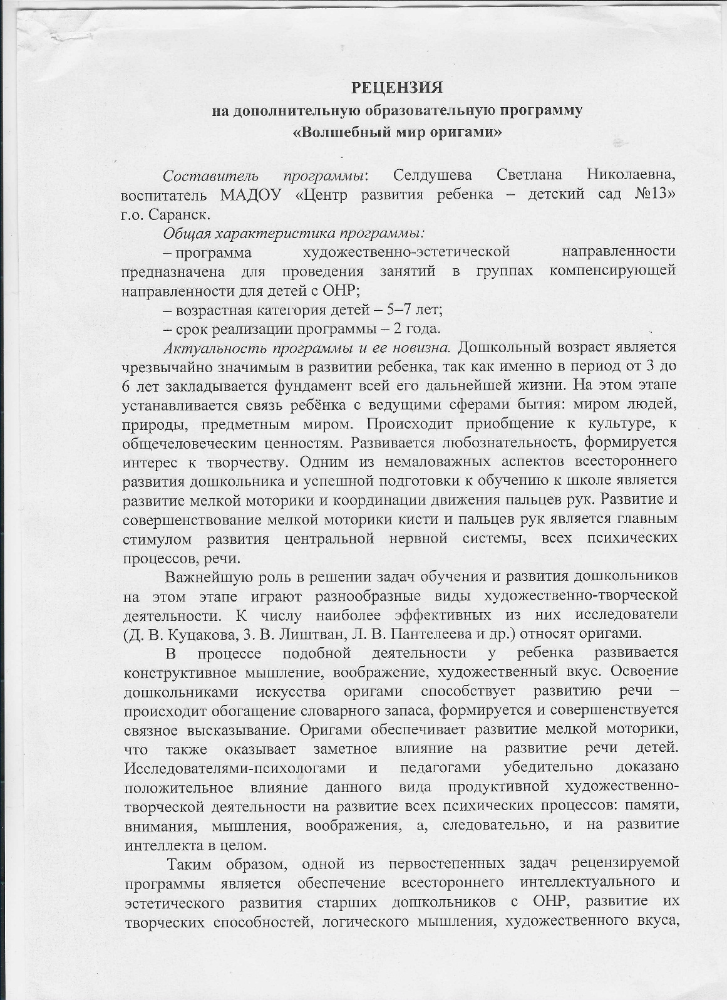 РЕЦЕНЗИЯ
на дополнительную образовательную программу
«Волшебный мир оригами»
Составитель программы: Селдушева Светлана Николаевна,
воспитатель МАДОУ «Центр развития ребенка – детский сад №13»
г.о. Саранск.
Общая характеристика программы:
– программа художественно-эстетической направленности
предназначена для проведения занятий в группах компенсирующей
направленности для детей с ОНР;
– возрастная категория детей – 5–7 лет;
– срок реализации программы – 2 года.
Актуальность программы и ее новизна. Дошкольный возраст является
чрезвычайно значимым в развитии ребенка, так как именно в период от 3 до
6 лет закладывается фундамент всей его дальнейшей жизни. На этом этапе
устанавливается связь ребёнка с ведущими сферами бытия: миром людей,
природы, предметным миром. Происходит приобщение к культуре, к
общечеловеческим ценностям. Развивается любознательность, формируется
интерес к творчеству. Одним из немаловажных аспектов всестороннего
развития дошкольника и успешной подготовки к обучению к школе является
развитие мелкой моторики и координации движения пальцев рук. Развитие и
совершенствование мелкой моторики кисти и пальцев рук является главным
стимулом развития центральной нервной системы, всех психических
процессов, речи.
Важнейшую роль в решении задач обучения и развития дошкольников
на этом этапе играют разнообразные виды художественно-творческой
деятельности. К числу наиболее эффективных из них исследователи
(Д. В. Куцакова, З. В. Лиштван, Л. В. Пантелеева и др.) относят оригами.
В процессе подобной деятельности у ребенка развивается
конструктивное мышление, воображение, художественный вкус. Освоение
дошкольниками искусства оригами способствует развитию речи –
происходит обогащение словарного запаса, формируется и совершенствуется
связное высказывание. Оригами обеспечивает развитие мелкой моторики,
что также оказывает заметное влияние на развитие речи детей.
Исследователями-психологами и педагогами убедительно доказано
положительное влияние данного вида продуктивной художественно-
творческой деятельности на развитие всех психических процессов: памяти,
внимания, мышления, воображения, а, следовательно, и на развитие
интеллекта в целом.
Таким образом, одной из первостепенных задач рецензируемой
программы является обеспечение всестороннего интеллектуального и
эстетического развития старших дошкольников с ОНР, развитие их
творческих способностей, логического мышления, художественного вкуса,